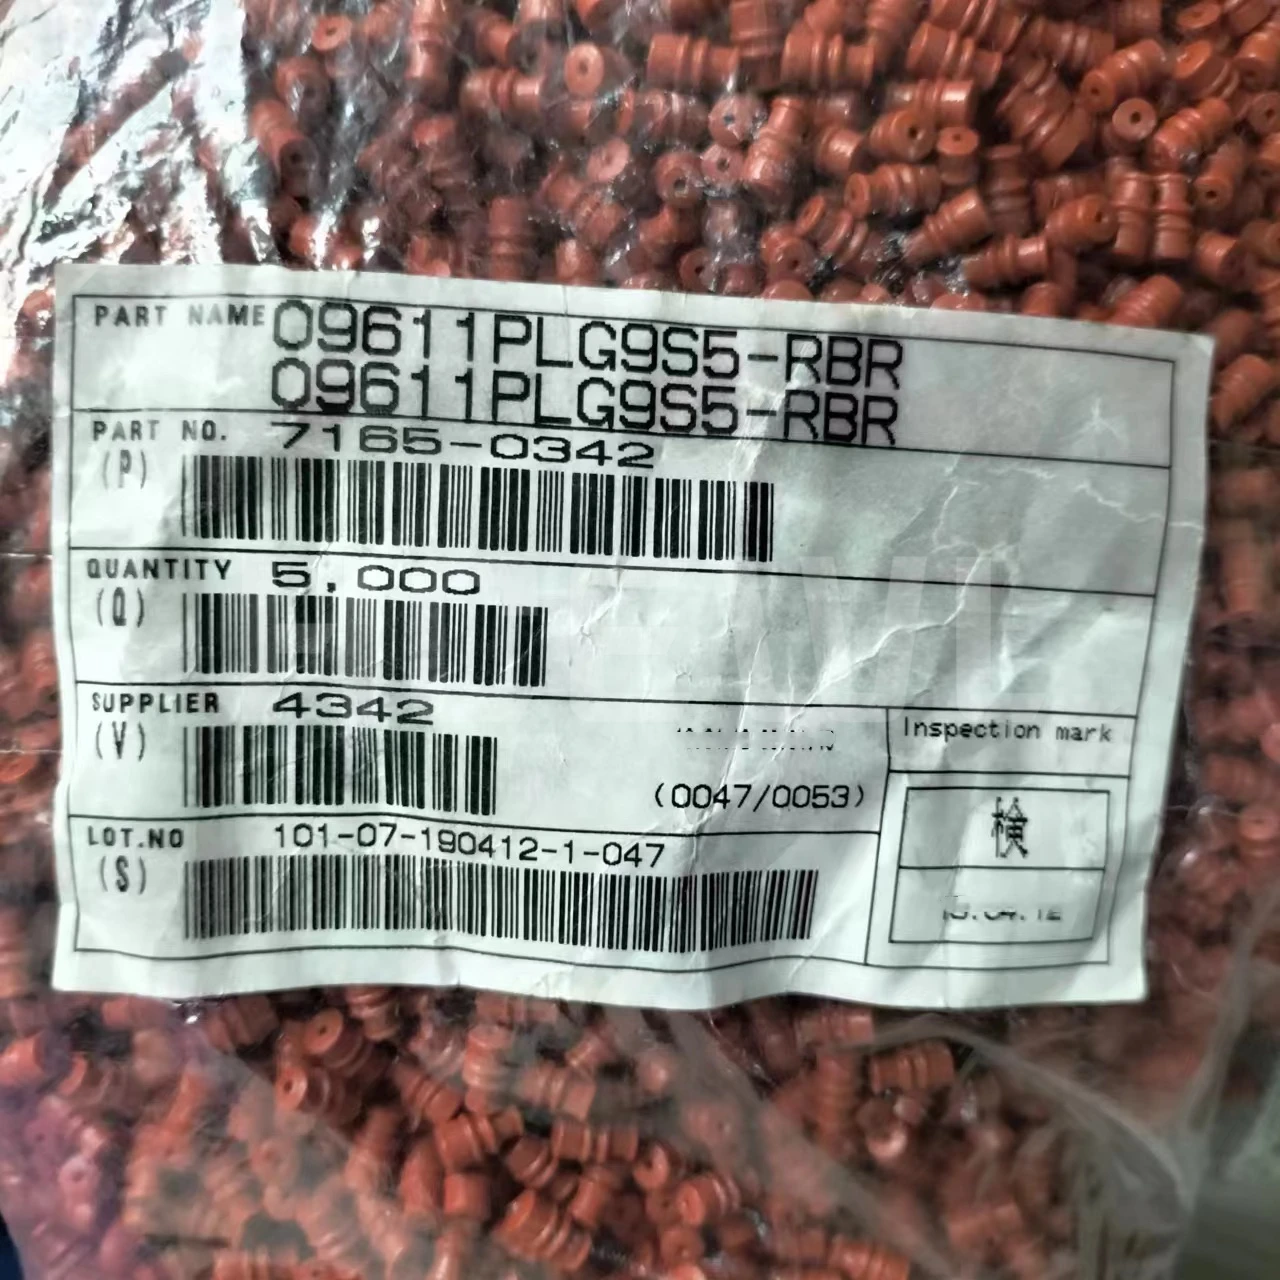 PART NAME 09611PLG9S5-RBR
09611PLG9S5-RBR
PART NO. 7165-0342
(P)
QUANTITY 5,000
(Q)
SUPPLIER 4342
(V)
(0047/0053)
Inspection mark
検
LOT.NO 101-07-190412-1-047
(S)